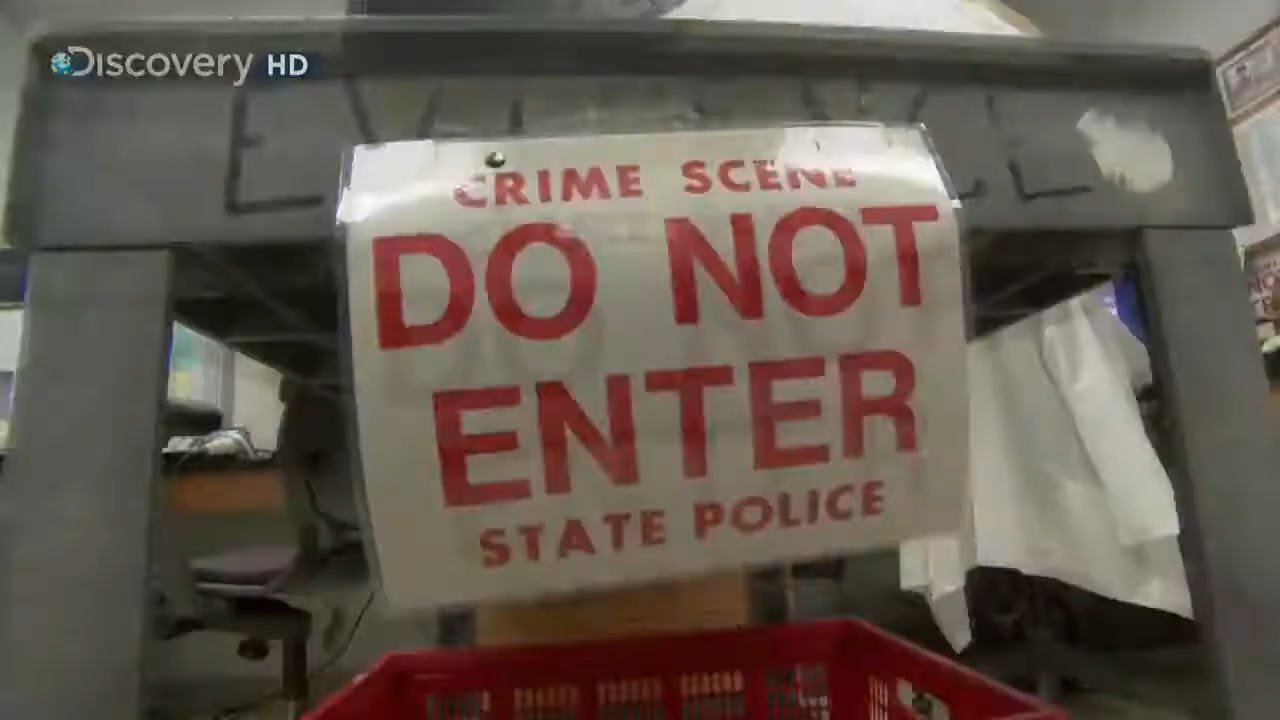 Discovery HD
CRIME SCENE
DO NOT
ENTER
STATE POLICE